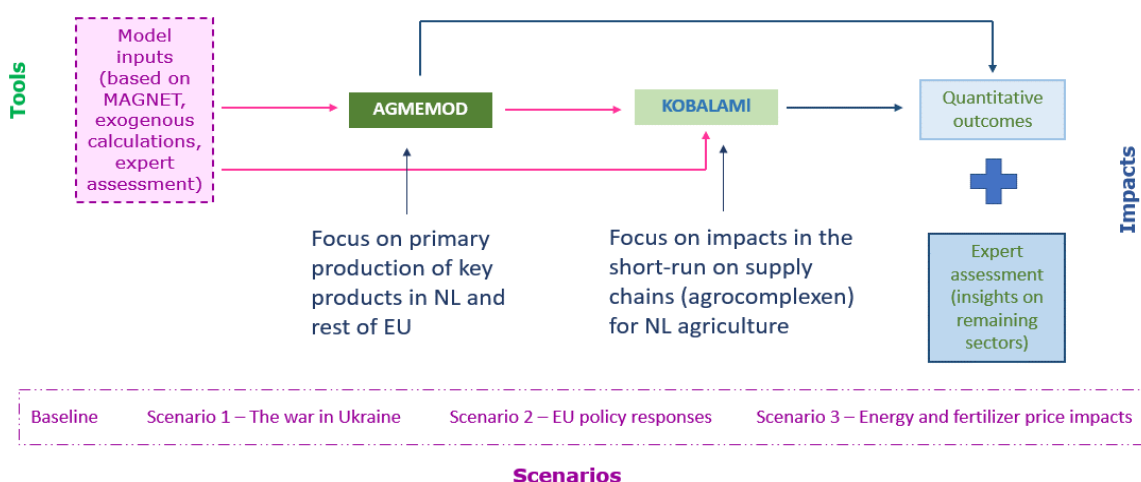 Tools
Model
inputs
(based on
MAGNET,
exogenous
calculations,
expert
assessment)
AGMEMOD
KOBALAMI
Quantitative
outcomes
Impacts
Focus on primary
production of key
products in NL and
rest of EU
Focus on impacts in the
short-run on supply
chains (agrocomplexen)
for NL agriculture
Expert
assessment
(insights on
remaining
sectors)
Baseline
Scenario 1 – The war in Ukraine
Scenario 2 – EU policy responses
Scenario 3 – Energy and fertilizer price impacts
Scenarios